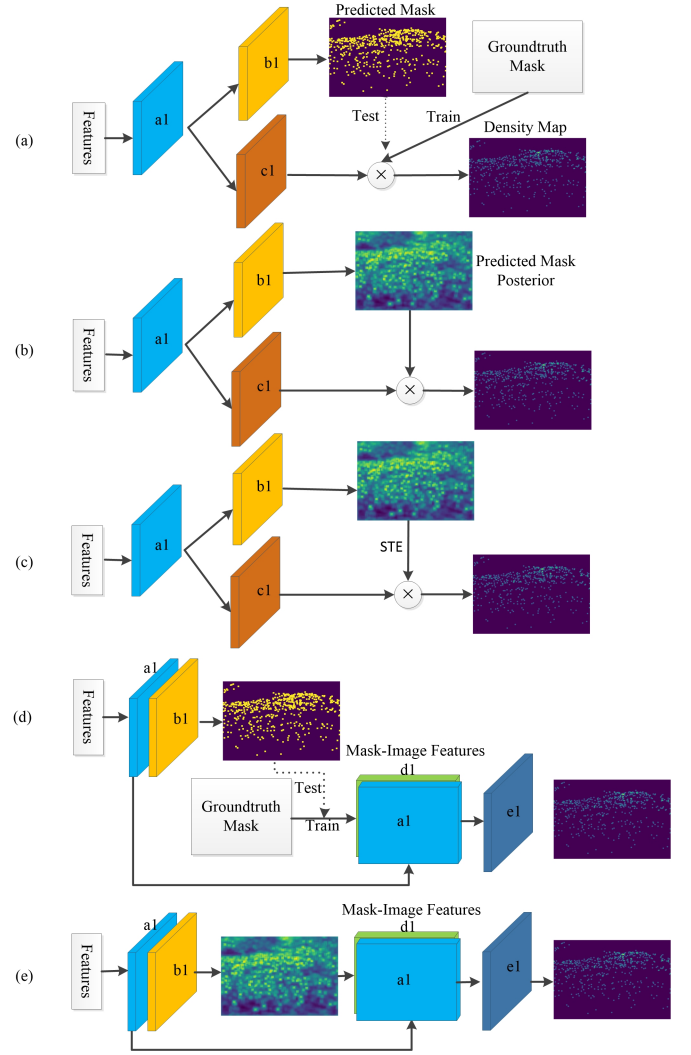 Predicted Mask
b1
Groundtruth
Mask
Features
a1
Test
Train
Density Map
(a)
c1
×
b1
Predicted Mask
Posterior
Features
a1
(b)
c1
×
b1
Features
a1
STE
(c)
c1
×
a1
Features
b1
(d)
Mask-Image Features
d1
Test
Groundtruth
Mask
Train
a1
e1
a1
Mask-Image Features
d1
Features
b1
a1
e1
(e)